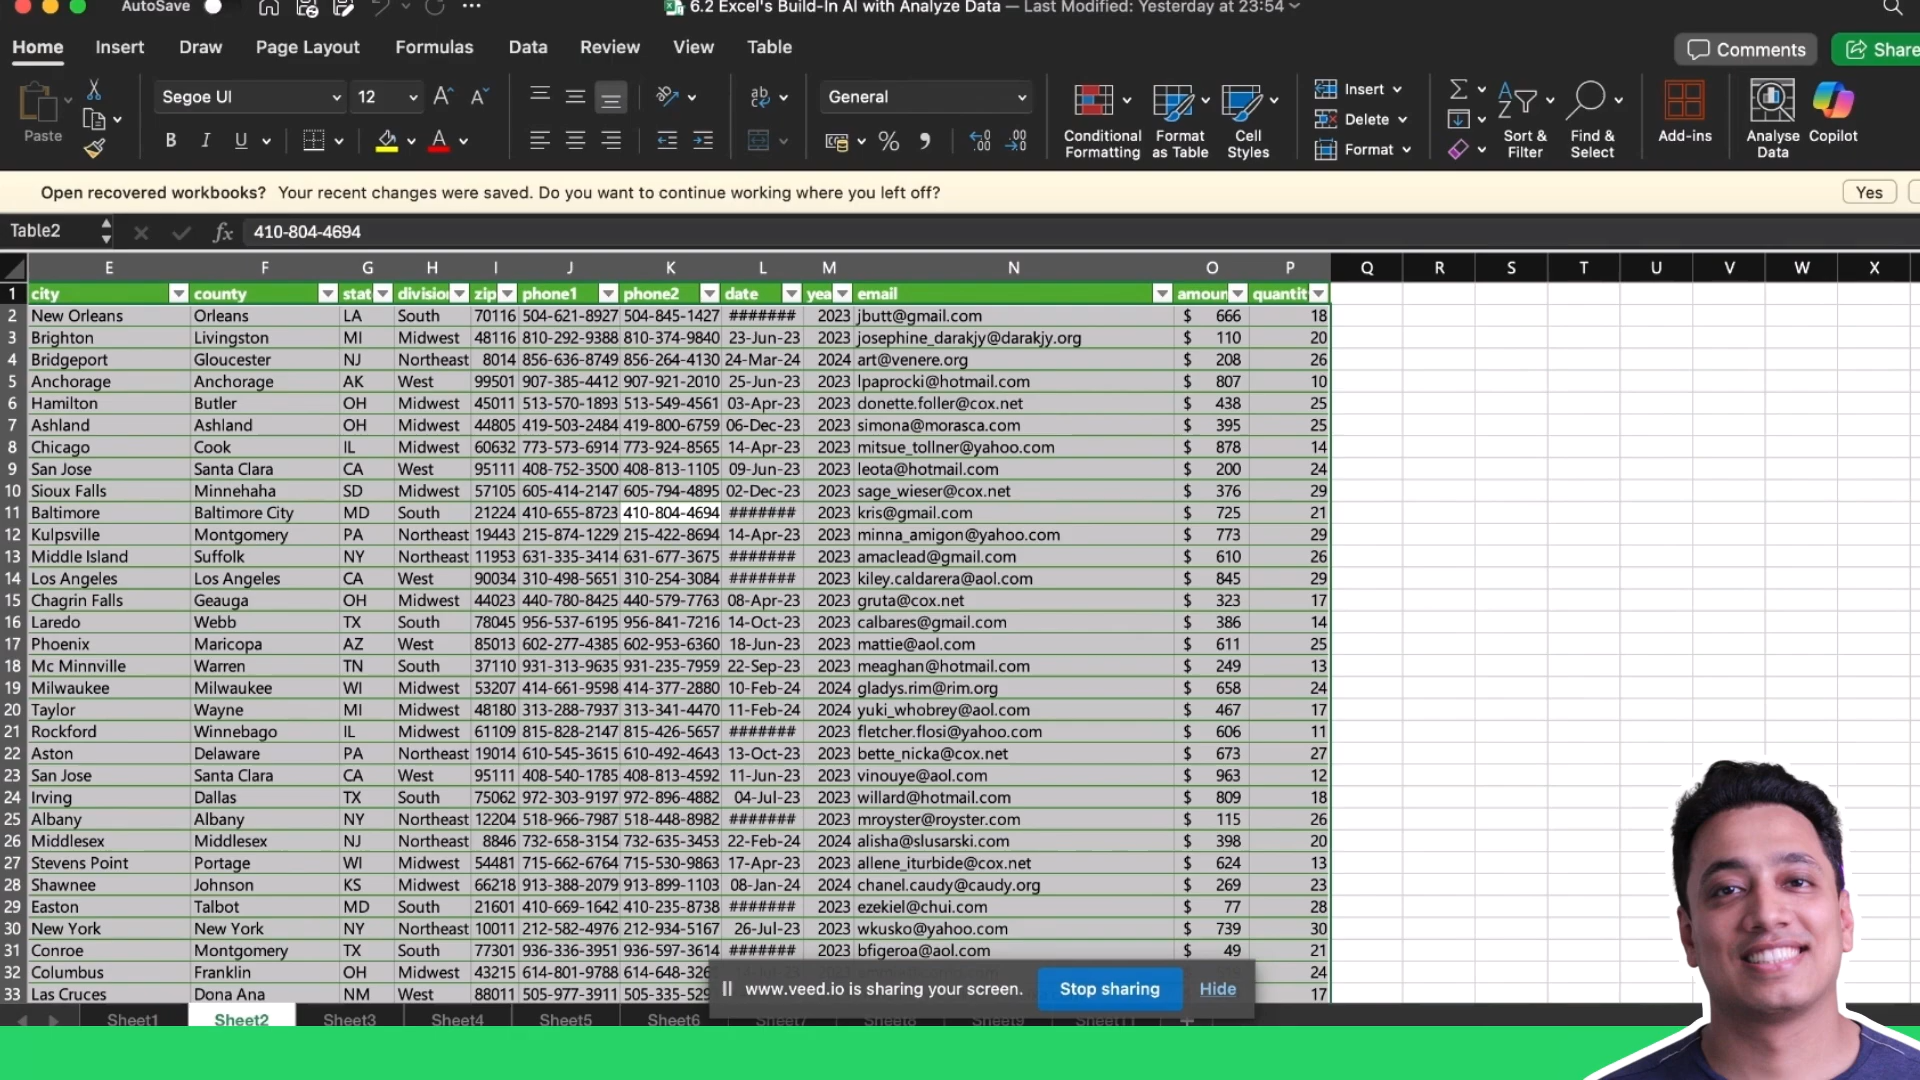 AutoSave
6.2 Excel's Build-In AI with Analyze Data — Last Modified: Yesterday at 23:54
Home Insert Draw Page Layout Formulas Data Review View Table Comments Share
Paste Segoe UI 12 General Conditional Formatting Format as Table Cell Styles Insert Delete Format Sort & Filter Find & Select Add-ins Analyse Data Copilot
Open recovered workbooks? Your recent changes were saved. Do you want to continue working where you left off? Yes
Table2 fx 410-804-4694
E F G H I J K L M N O P Q R S T U V W X
1 city county stat division zip phone1 phone2 date yea email amoun quantit
2 New Orleans Orleans LA South 70116 504-621-8927 504-845-1427 ####### 2023 jbutt@gmail.com $ 666 18
3 Brighton Livingston MI Midwest 48116 810-292-9388 810-374-9840 23-Jun-23 2023 josephine_darakjy@darakjy.org $ 110 20
4 Bridgeport Gloucester NJ Northeast 8014 856-636-8749 856-264-4130 24-Mar-24 2024 art@venere.org $ 208 26
5 Anchorage Anchorage AK West 99501 907-385-4412 907-921-2010 25-Jun-23 2023 lpaprocki@hotmail.com $ 807 10
6 Hamilton Butler OH Midwest 45011 513-570-1893 513-549-4561 03-Apr-23 2023 donette.foller@cox.net $ 438 25
7 Ashland Ashland OH Midwest 44805 419-503-2484 419-800-6759 06-Dec-23 2023 simona@morasca.com $ 395 25
8 Chicago Cook IL Midwest 60632 773-573-6914 773-924-8565 14-Apr-23 2023 mitsue_tollner@yahoo.com $ 878 14
9 San Jose Santa Clara CA West 95111 408-752-3500 408-813-1105 09-Jun-23 2023 leota@hotmail.com $ 200 24
10 Sioux Falls Minnehaha SD Midwest 57105 605-414-2147 605-794-4895 02-Dec-23 2023 sage_wieser@cox.net $ 376 29
11 Baltimore Baltimore City MD South 21224 410-655-8723 410-804-4694 ####### 2023 kris@gmail.com $ 725 21
12 Kulpsville Montgomery PA Northeast 19443 215-874-1229 215-422-8694 14-Apr-23 2023 minna_amigon@yahoo.com $ 773 29
13 Middle Island Suffolk NY Northeast 11953 631-335-3414 631-677-3675 ####### 2023 amaclead@gmail.com $ 610 26
14 Los Angeles Los Angeles CA West 90034 310-498-5651 310-254-3084 ####### 2023 kiley.caldarera@aol.com $ 845 29
15 Chagrin Falls Geauga OH Midwest 44023 440-780-8425 440-579-7763 08-Apr-23 2023 gruta@cox.net $ 323 17
16 Laredo Webb TX South 78045 956-537-6195 956-841-7216 14-Oct-23 2023 calbares@gmail.com $ 386 14
17 Phoenix Maricopa AZ West 85013 602-277-4385 602-953-6360 18-Jun-23 2023 mattie@aol.com $ 611 25
18 Mc Minnville Warren TN South 37110 931-313-9635 931-235-7959 22-Sep-23 2023 meaghan@hotmail.com $ 249 13
19 Milwaukee Milwaukee WI Midwest 53207 414-661-9598 414-377-2880 10-Feb-24 2024 gladys.rim@rim.org $ 658 24
20 Taylor Wayne MI Midwest 48180 313-288-7937 313-341-4470 11-Feb-24 2024 yuki_whobrey@aol.com $ 467 17
21 Rockford Winnebago IL Midwest 61109 815-828-2147 815-426-5657 ####### 2023 fletcher.flosi@yahoo.com $ 606 11
22 Aston Delaware PA Northeast 19014 610-545-3615 610-492-4643 13-Oct-23 2023 bette_nicka@cox.net $ 673 27
23 San Jose Santa Clara CA West 95111 408-540-1785 408-813-4592 11-Jun-23 2023 vinouye@aol.com $ 963 12
24 Irving Dallas TX South 75062 972-303-9197 972-896-4882 04-Jul-23 2023 willard@hotmail.com $ 809 18
25 Albany Albany NY Northeast 12204 518-966-7987 518-448-8982 ####### 2023 mroyster@royster.com $ 115 26
26 Middlesex Middlesex NJ Northeast 8846 732-658-3154 732-635-3453 22-Feb-24 2024 alisha@slusarski.com $ 398 20
27 Stevens Point Portage WI Midwest 54481 715-662-6764 715-530-9863 17-Apr-23 2023 allene_iturbide@cox.net $ 624 13
28 Shawnee Johnson KS Midwest 66218 913-388-2079 913-899-1103 08-Jan-24 2024 chanel.caudy@caudy.org $ 269 23
29 Easton Talbot MD South 21601 410-669-1642 410-235-8738 ####### 2023 ezekiel@chui.com $ 77 28
30 New York New York NY Northeast 10011 212-582-4976 212-934-5167 26-Jul-23 2023 wkusko@yahoo.com $ 739 30
31 Conroe Montgomery TX South 77301 936-336-3951 936-597-3614 ####### 2023 bfigeroa@aol.com $ 49 21
32 Columbus Franklin OH Midwest 43215 614-801-9788 614-648-326 24
33 Las Cruces Dona Ana NM West 88011 505-977-3911 505-335-529 17
www.veed.io is sharing your screen. Stop sharing Hide
Sheet1 Sheet2 Sheet3 Sheet4 Sheet5 Sheet6 Sheet7 Sheet8 Sheet9 Sheet11 +